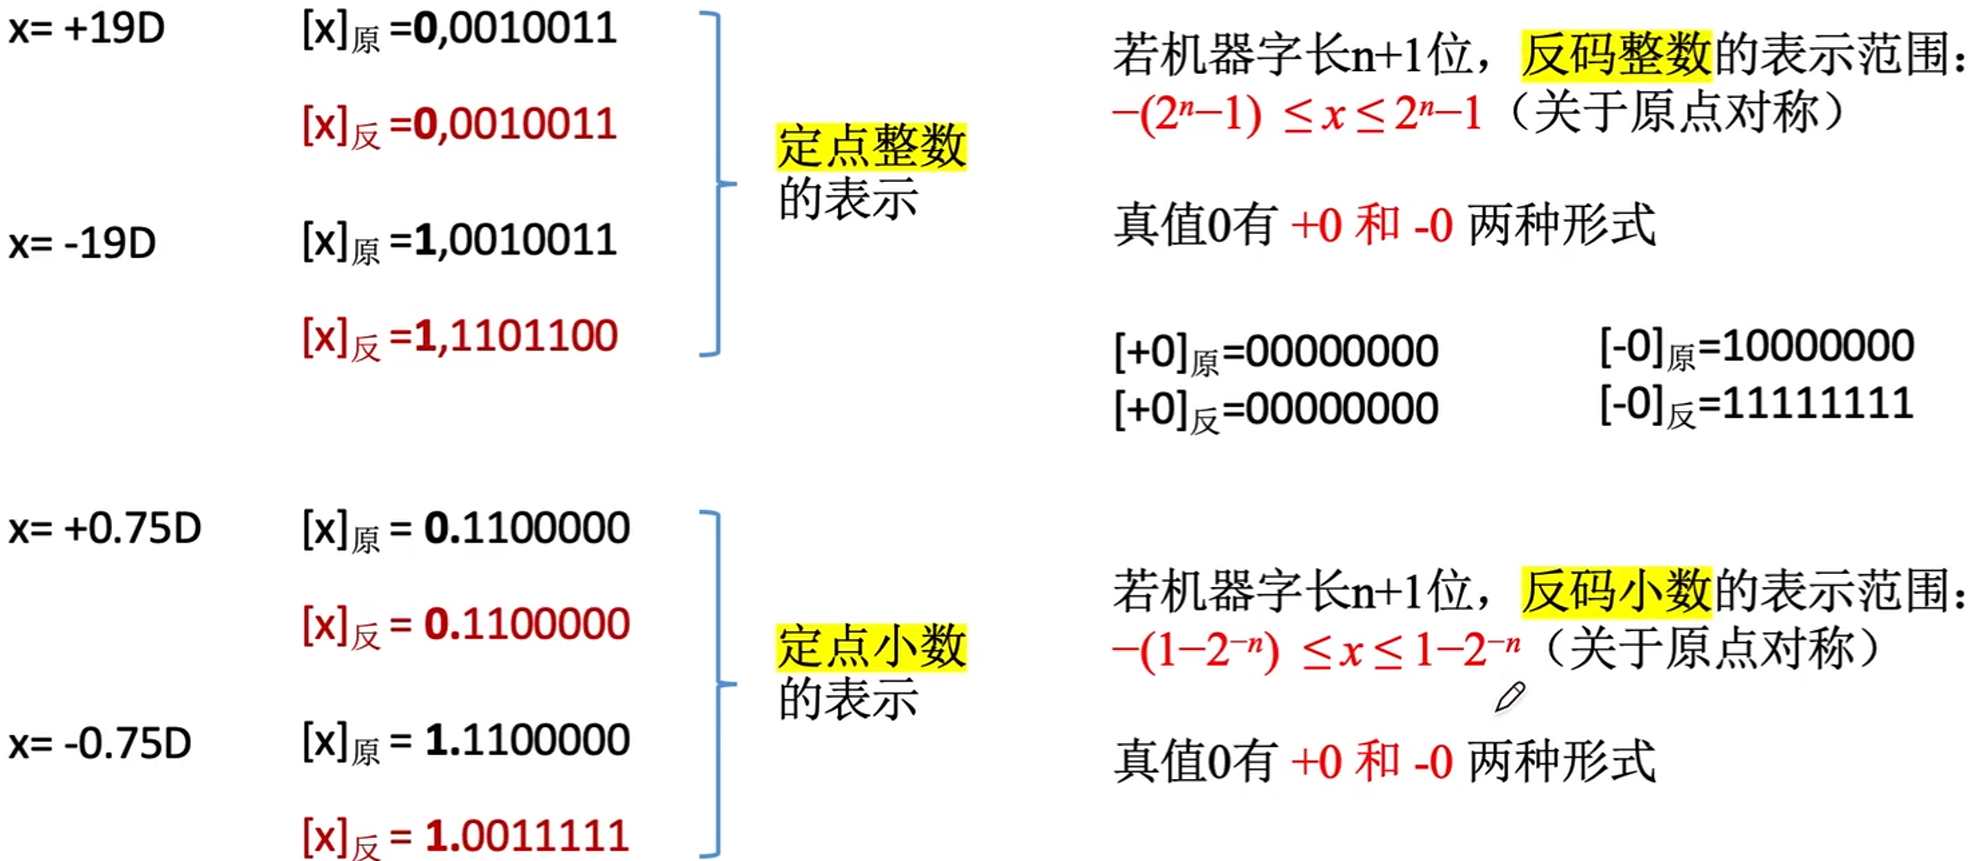 x= +19D
[x]原 =0,0010011
[x]反 =0,0010011
x= -19D
[x]原 =1,0010011
[x]反 =1,1101100
定点整数
的表示
若机器字长n+1位，反码整数的表示范围：
−(2ⁿ−1) ≤ x ≤ 2ⁿ−1（关于原点对称）
真值0有 +0 和 -0 两种形式
[+0]原=00000000
[-0]原=10000000
[+0]反=00000000
[-0]反=11111111
x= +0.75D
[x]原 = 0.1100000
[x]反 = 0.1100000
x= -0.75D
[x]原 = 1.1100000
[x]反 = 1.0011111
定点小数
的表示
若机器字长n+1位，反码小数的表示范围：
−(1−2⁻ⁿ) ≤ x ≤ 1−2⁻ⁿ（关于原点对称）
真值0有 +0 和 -0 两种形式